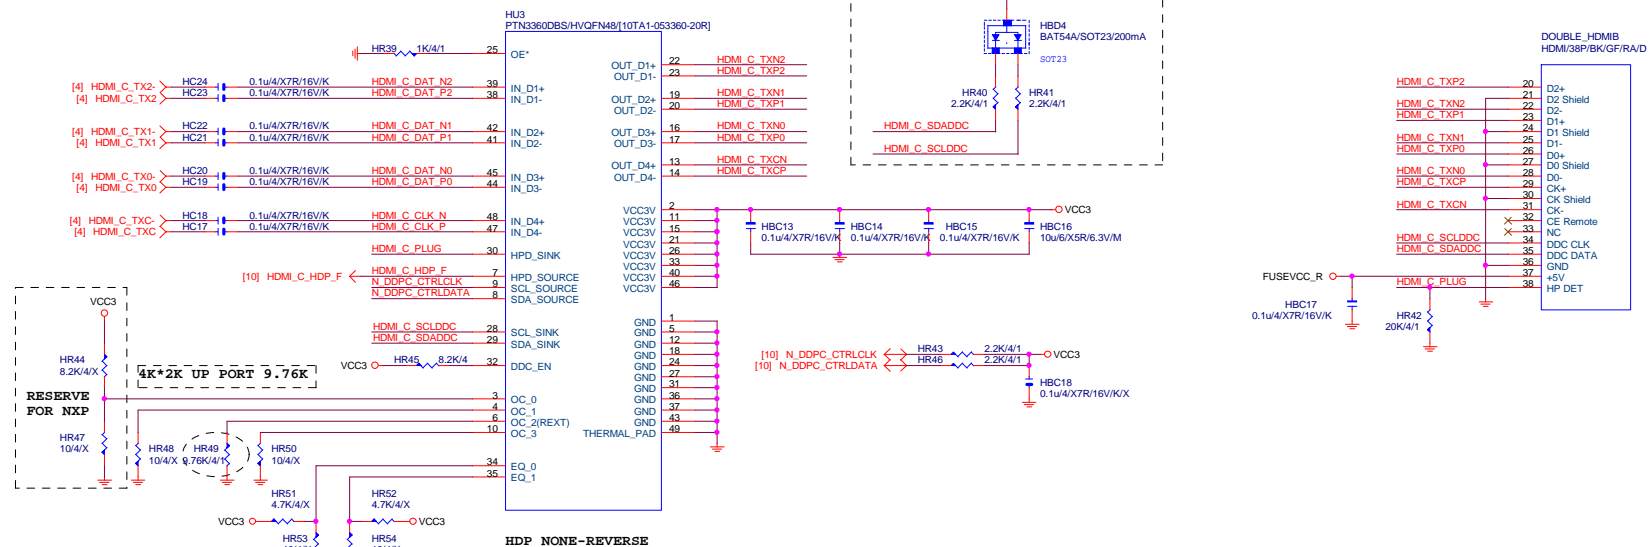 HU3
PTN3360DBS/HVQFN48/[10TA1-053360-20R]
HR39 1K/4/1 25 OE*
[4] HDMI_C_TX2- HC24 0.1u/4/X7R/16V/K HDMI_C_DAT_N2 39 IN_D1+
[4] HDMI_C_TX2 HC23 0.1u/4/X7R/16V/K HDMI_C_DAT_P2 38 IN_D1-
[4] HDMI_C_TX1- HC22 0.1u/4/X7R/16V/K HDMI_C_DAT_N1 42 IN_D2+
[4] HDMI_C_TX1 HC21 0.1u/4/X7R/16V/K HDMI_C_DAT_P1 41 IN_D2-
[4] HDMI_C_TX0- HC20 0.1u/4/X7R/16V/K HDMI_C_DAT_N0 45 IN_D3+
[4] HDMI_C_TX0 HC19 0.1u/4/X7R/16V/K HDMI_C_DAT_P0 44 IN_D3-
[4] HDMI_C_TXC- HC18 0.1u/4/X7R/16V/K HDMI_C_CLK_N 48 IN_D4+
[4] HDMI_C_TXC HC17 0.1u/4/X7R/16V/K HDMI_C_CLK_P 47 IN_D4-
HDMI_C_PLUG 30 HPD_SINK
[10] HDMI_C_HDP_F HDMI_C_HDP_F 7 HPD_SOURCE
N_DDPC_CTRLCLK 9 SCL_SOURCE
N_DDPC_CTRLDATA 8 SDA_SOURCE
HDMI_C_SCLDDC 28 SCL_SINK
HDMI_C_SDADDC 29 SDA_SINK
VCC3 HR45 8.2K/4 32 DDC_EN
3 OC_0
4 OC_1
6 OC_2(REXT)
10 OC_3
34 EQ_0
35 EQ_1
VCC3
HR44
8.2K/4/X
4K*2K UP PORT 9.76K
RESERVE
FOR NXP
HR47
10/4/X
HR48
10/4/X
HR49
9.76K/4/1
HR50
10/4/X
HR51
4.7K/4/X
HR52
4.7K/4/X
VCC3
VCC3
HR53
HR54
HDP NONE-REVERSE
OUT_D1+ 22 HDMI_C_TXN2
OUT_D1- 23 HDMI_C_TXP2
OUT_D2+ 19 HDMI_C_TXN1
OUT_D2- 20 HDMI_C_TXP1
OUT_D3+ 16 HDMI_C_TXN0
OUT_D3- 17 HDMI_C_TXP0
OUT_D4+ 13 HDMI_C_TXCN
OUT_D4- 14 HDMI_C_TXCP
VCC3V 2 VCC3
VCC3V 11
VCC3V 15
VCC3V 21
VCC3V 26
VCC3V 33
VCC3V 40
VCC3V 46
GND 1
GND 5
GND 12
GND 18
GND 24
GND 27
GND 31
GND 36
GND 37
GND 43
THERMAL_PAD 49
HBC13
0.1u/4/X7R/16V/K
HBC14
0.1u/4/X7R/16V/K
HBC15
0.1u/4/X7R/16V/K
HBC16
10u/6/X5R/6.3V/M
HBD4
BAT54A/SOT23/200mA
SOT23
HR40
2.2K/4/1
HR41
2.2K/4/1
HDMI_C_SDADDC
HDMI_C_SCLDDC
[10] N_DDPC_CTRLCLK HR43 2.2K/4/1 VCC3
[10] N_DDPC_CTRLDATA HR46 2.2K/4/1
HBC18
0.1u/4/X7R/16V/K/X
DOUBLE_HDMIB
HDMI/38P/BK/GF/RA/D
HDMI_C_TXP2 20 D2+
21 D2 Shield
HDMI_C_TXN2 22 D2-
HDMI_C_TXP1 23 D1+
24 D1 Shield
HDMI_C_TXN1 25 D1-
HDMI_C_TXP0 26 D0+
27 D0 Shield
HDMI_C_TXN0 28 D0-
HDMI_C_TXCP 29 CK+
30 CK Shield
HDMI_C_TXCN 31 CK-
32 CE Remote
33 NC
HDMI_C_SCLDDC 34 DDC CLK
HDMI_C_SDADDC 35 DDC DATA
36 GND
FUSEVCC_R 37 +5V
HDMI_C_PLUG 38 HP DET
HBC17
0.1u/4/X7R/16V/K
HR42
20K/4/1